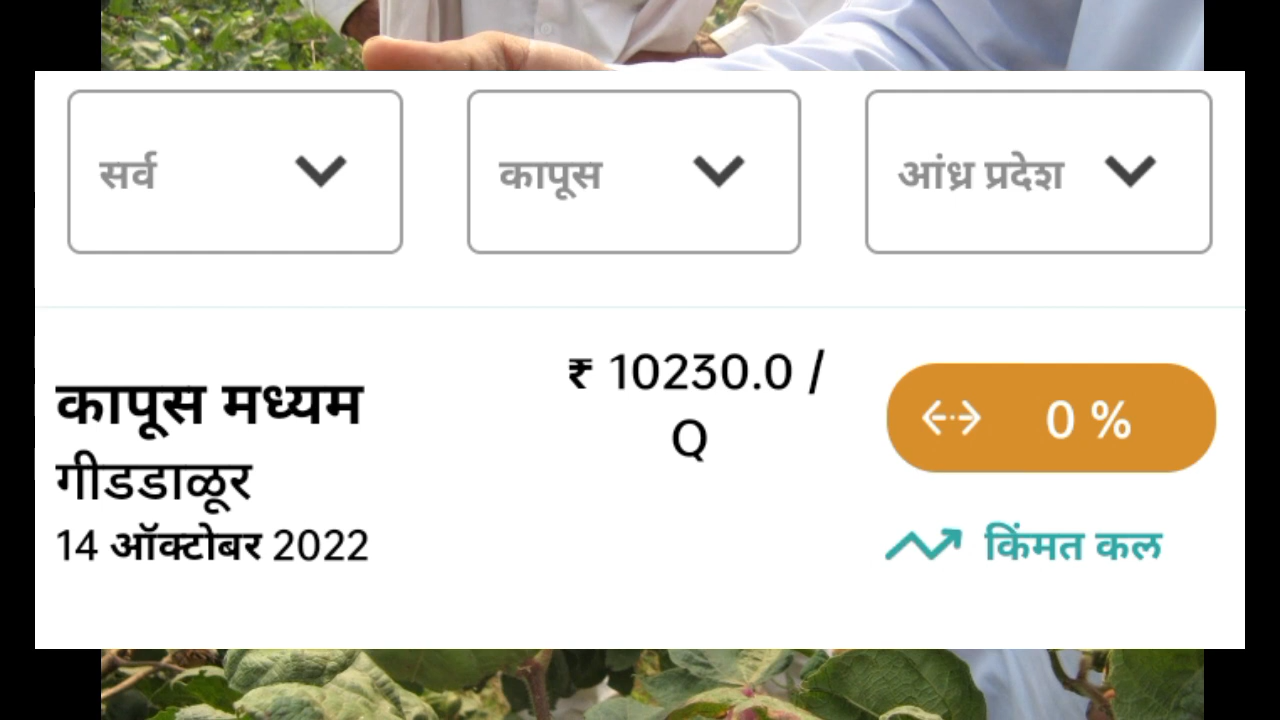 सर्व
कापूस
आंध्र प्रदेश
कापूस मध्यम
गीडडाळूर
14 ऑक्टोबर 2022
₹ 10230.0 /
Q
0 %
किंमत कल